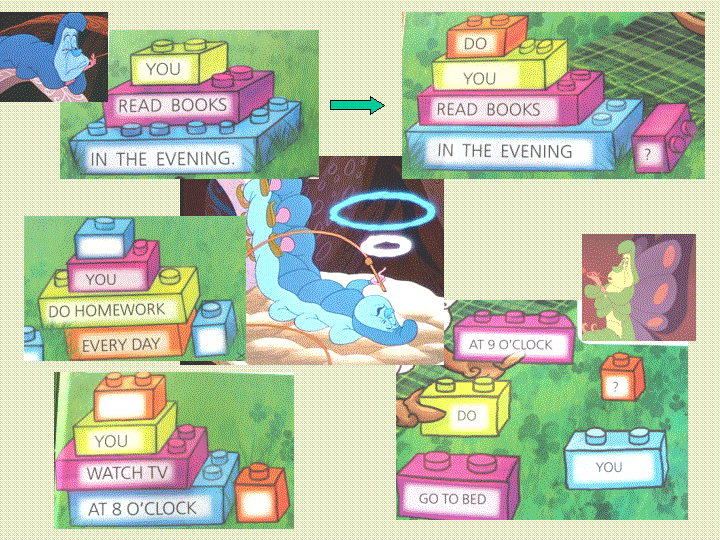 YOU
READ BOOKS
IN THE EVENING.
DO
YOU
READ BOOKS
IN THE EVENING
?
YOU
DO HOMEWORK
EVERY DAY
YOU
WATCH TV
AT 8 O'CLOCK
AT 9 O'CLOCK
?
DO
YOU
GO TO BED